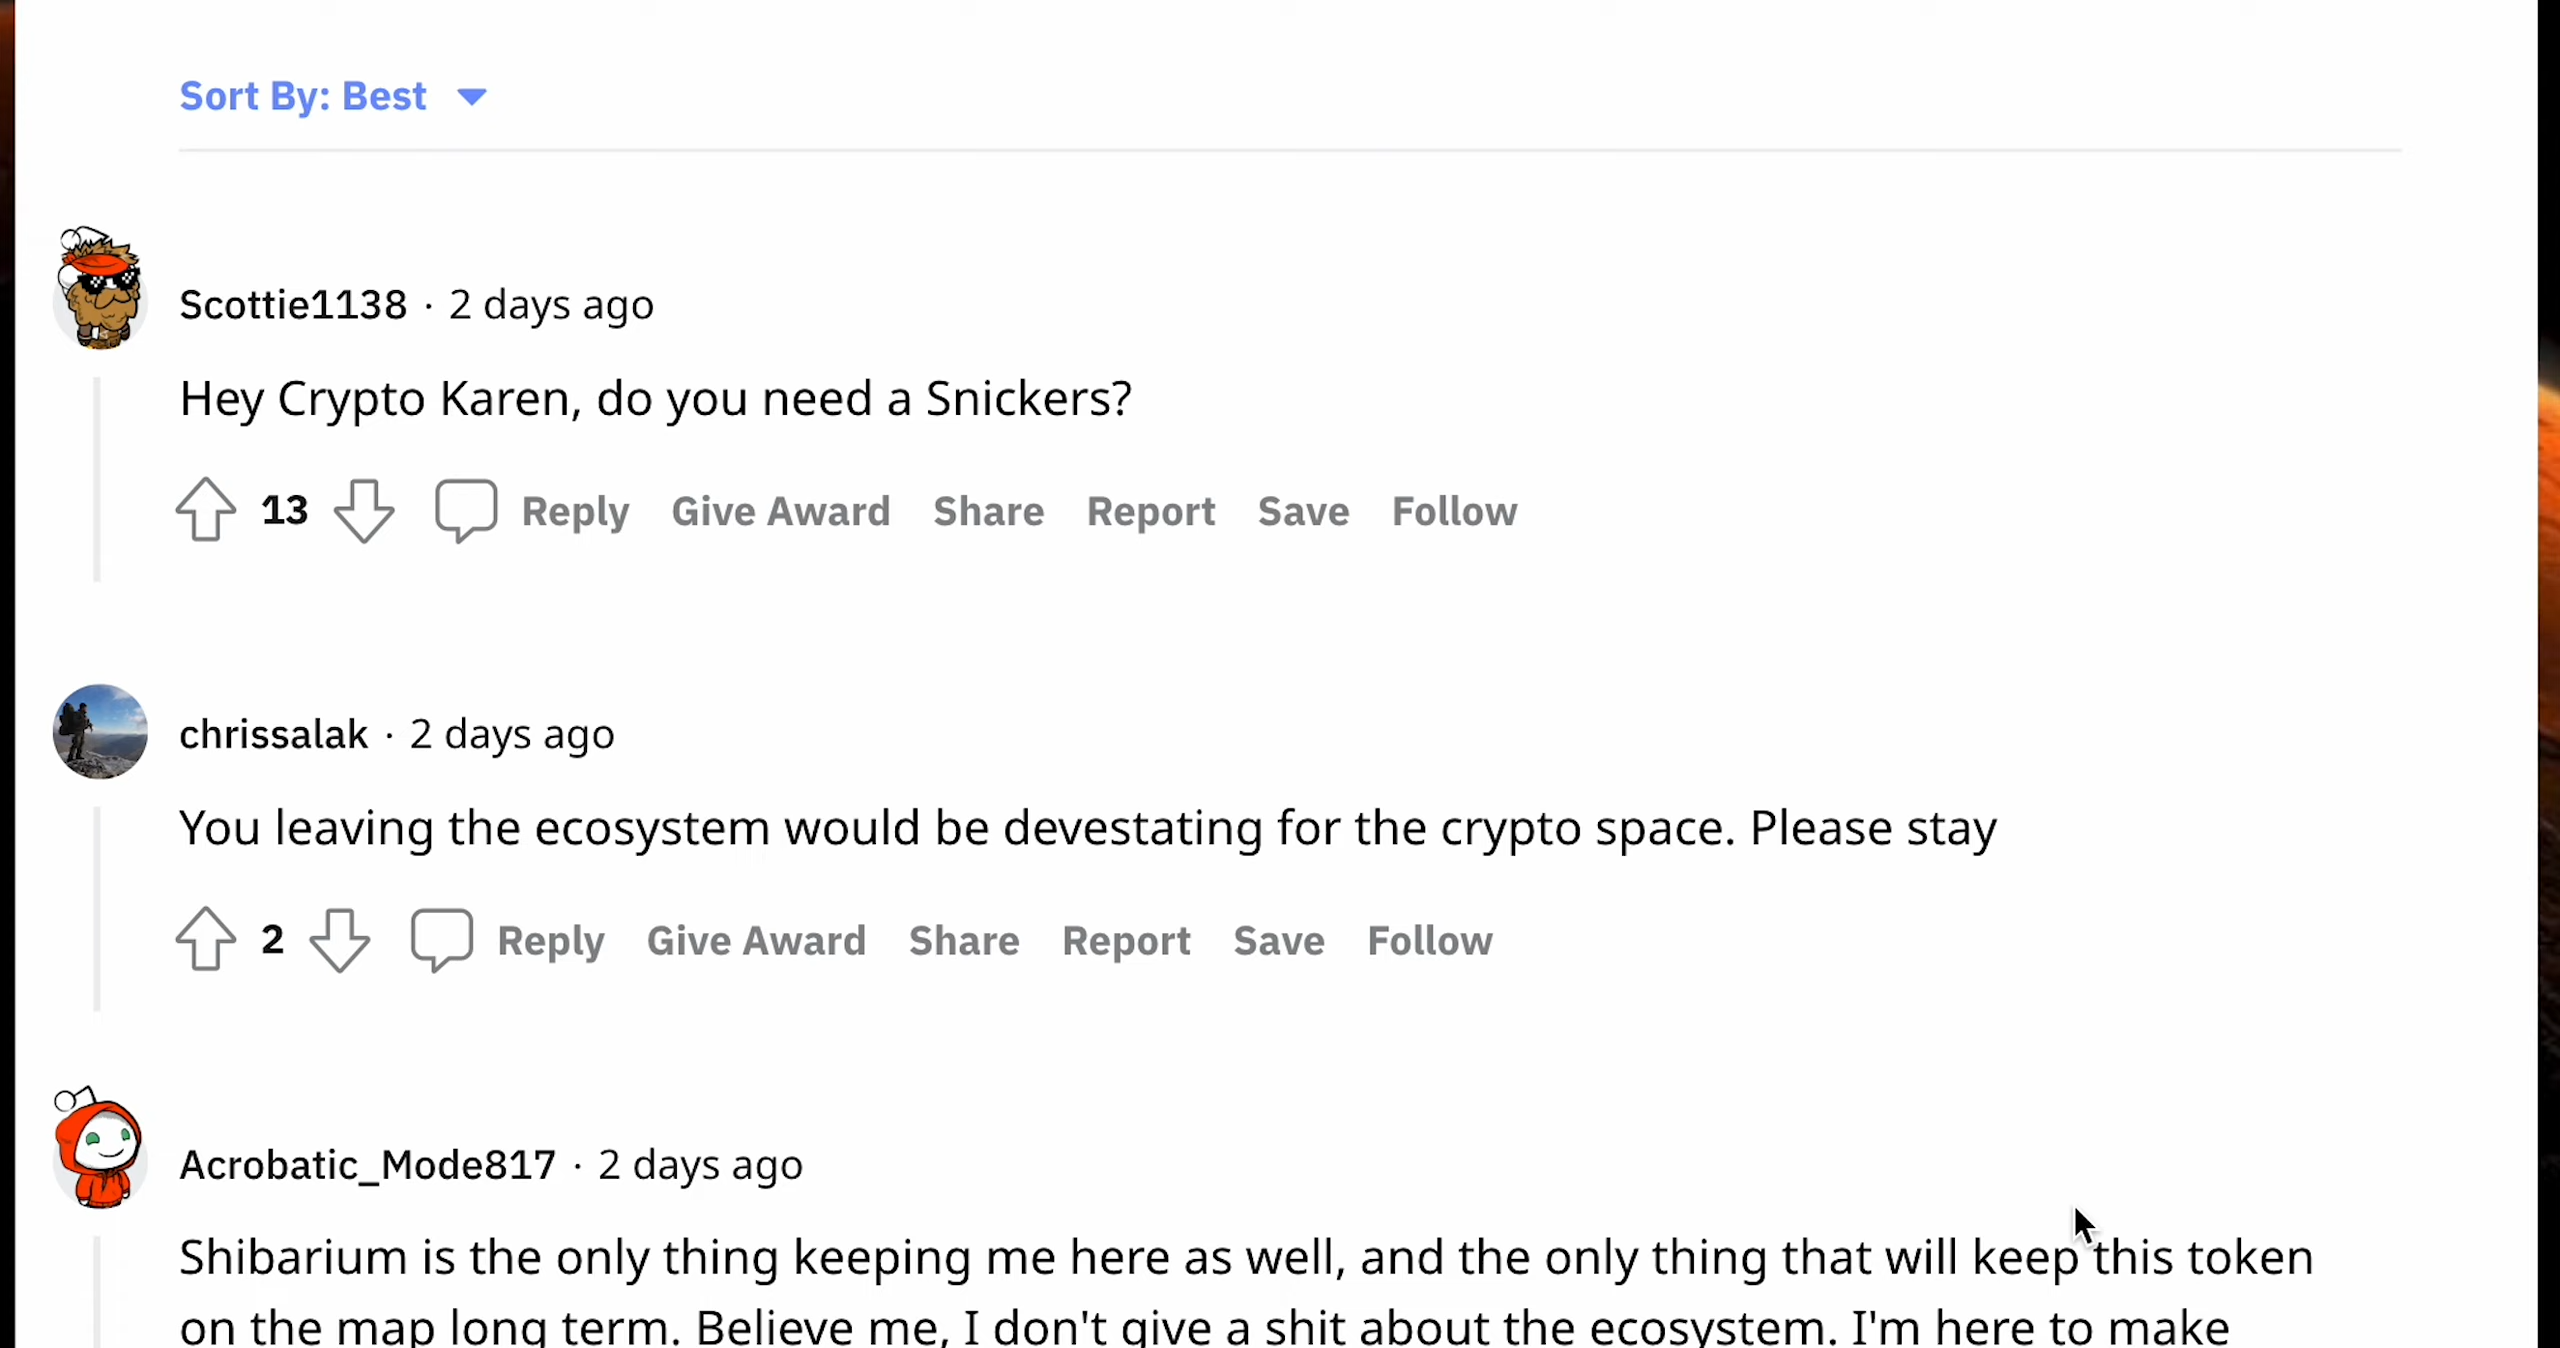 Sort By: Best
Scottie1138 · 2 days ago
Hey Crypto Karen, do you need a Snickers?
13 Reply Give Award Share Report Save Follow
chrissalak · 2 days ago
You leaving the ecosystem would be devestating for the crypto space. Please stay
2 Reply Give Award Share Report Save Follow
Acrobatic_Mode817 · 2 days ago
Shibarium is the only thing keeping me here as well, and the only thing that will keep this token
on the map long term. Believe me, I don't give a shit about the ecosystem. I'm here to make